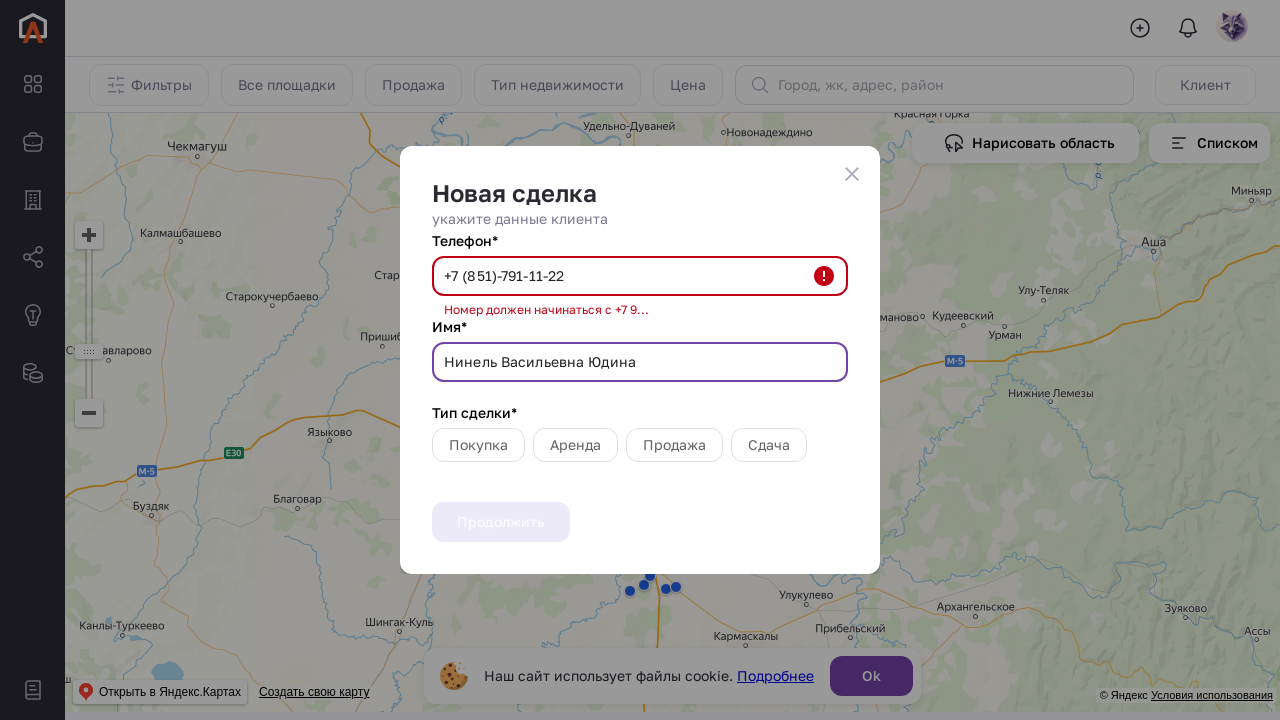 Фильтры
Все площадки
Продажа
Тип недвижимости
Цена
Город, жк, адрес, район
Клиент
Нарисовать область
Списком
Удельно-Дуваней
Новонадеждино
Красная Горка
Чекмагуш
Калмашбавево
Старокучербаево
Миньяр
Аша
Улу-Теляк
Кудеевский
Урман
M-5
Нижние Лемезы
Языково
E30
M-5
Благовар
Буздяк
Новая сделка
укажите данные клиента
Телефон*
+7 (851)-791-11-22
Номер должен начинаться с +7 9...
Имя*
Нинель Васильевна Юдина
Тип сделки*
Покупка
Аренда
Продажа
Сдача
Продолжить
Канлы-Туркеево
Шингак-Куль
Улукулево
Архангельское
Зуяково
Прибельский
Кармаскалы
Ассы
Наш сайт использует файлы cookie. Подробнее
Ok
Открыть в Яндекс.Картах
Создать свою карту
© Яндекс Условия использования